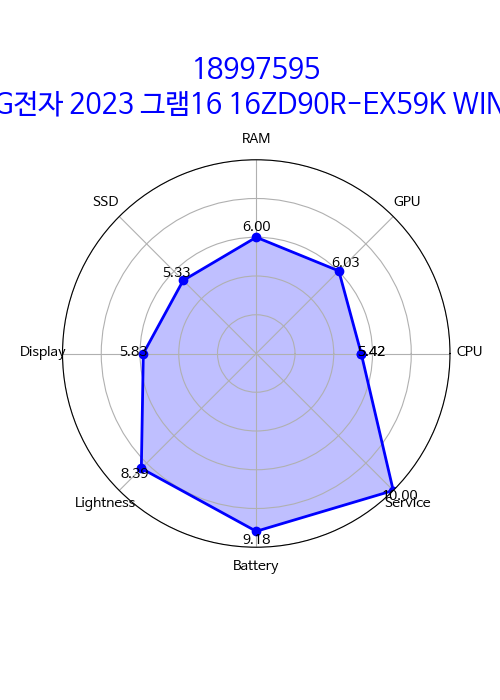 18997595
G전자 2023 그램16 16ZD90R-EX59K WIN
RAM
SSD
GPU
6.00
6.03
5.33
Display
5.83
5.42
CPU
8.39
10.00
Lightness
Service
9.18
Battery